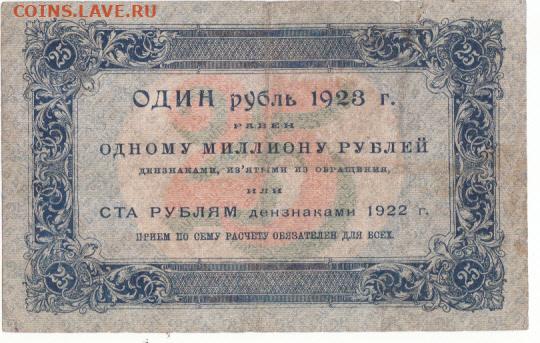 COINS.LAVE.RU
25
25
ОДИН рубль 1923 г.
РАВЕН
ОДНОМУ МИЛЛИОНУ РУБЛЕЙ
ДЕНЗНАКАМИ, ИЗ'ЯТЫМИ ИЗ ОБРАЩЕНИЯ,
ИЛИ
СТА РУБЛЯМ дензнаками 1922 г.
ПРИЕМ ПО СЕМУ РАСЧЕТУ ОБЯЗАТЕЛЕН ДЛЯ ВСЕХ.
25
25
25